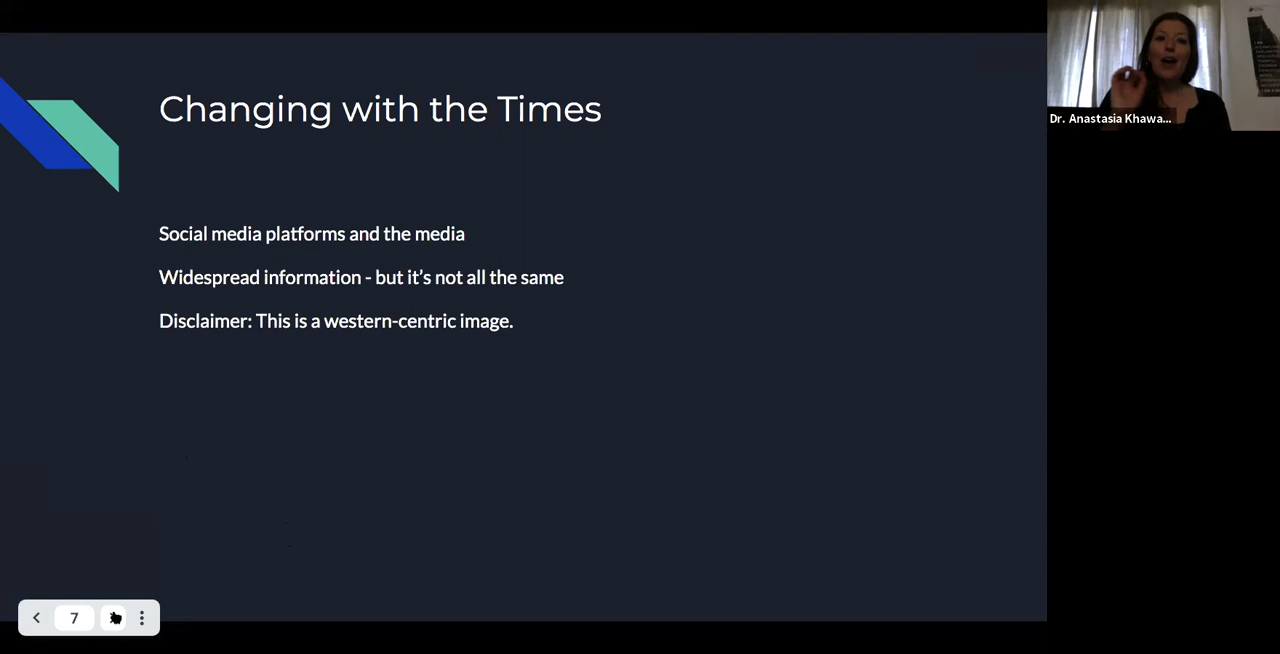 Changing with the Times
Social media platforms and the media
Widespread information - but it's not all the same
Disclaimer: This is a western-centric image.
Dr. Anastasia Khawa...
7